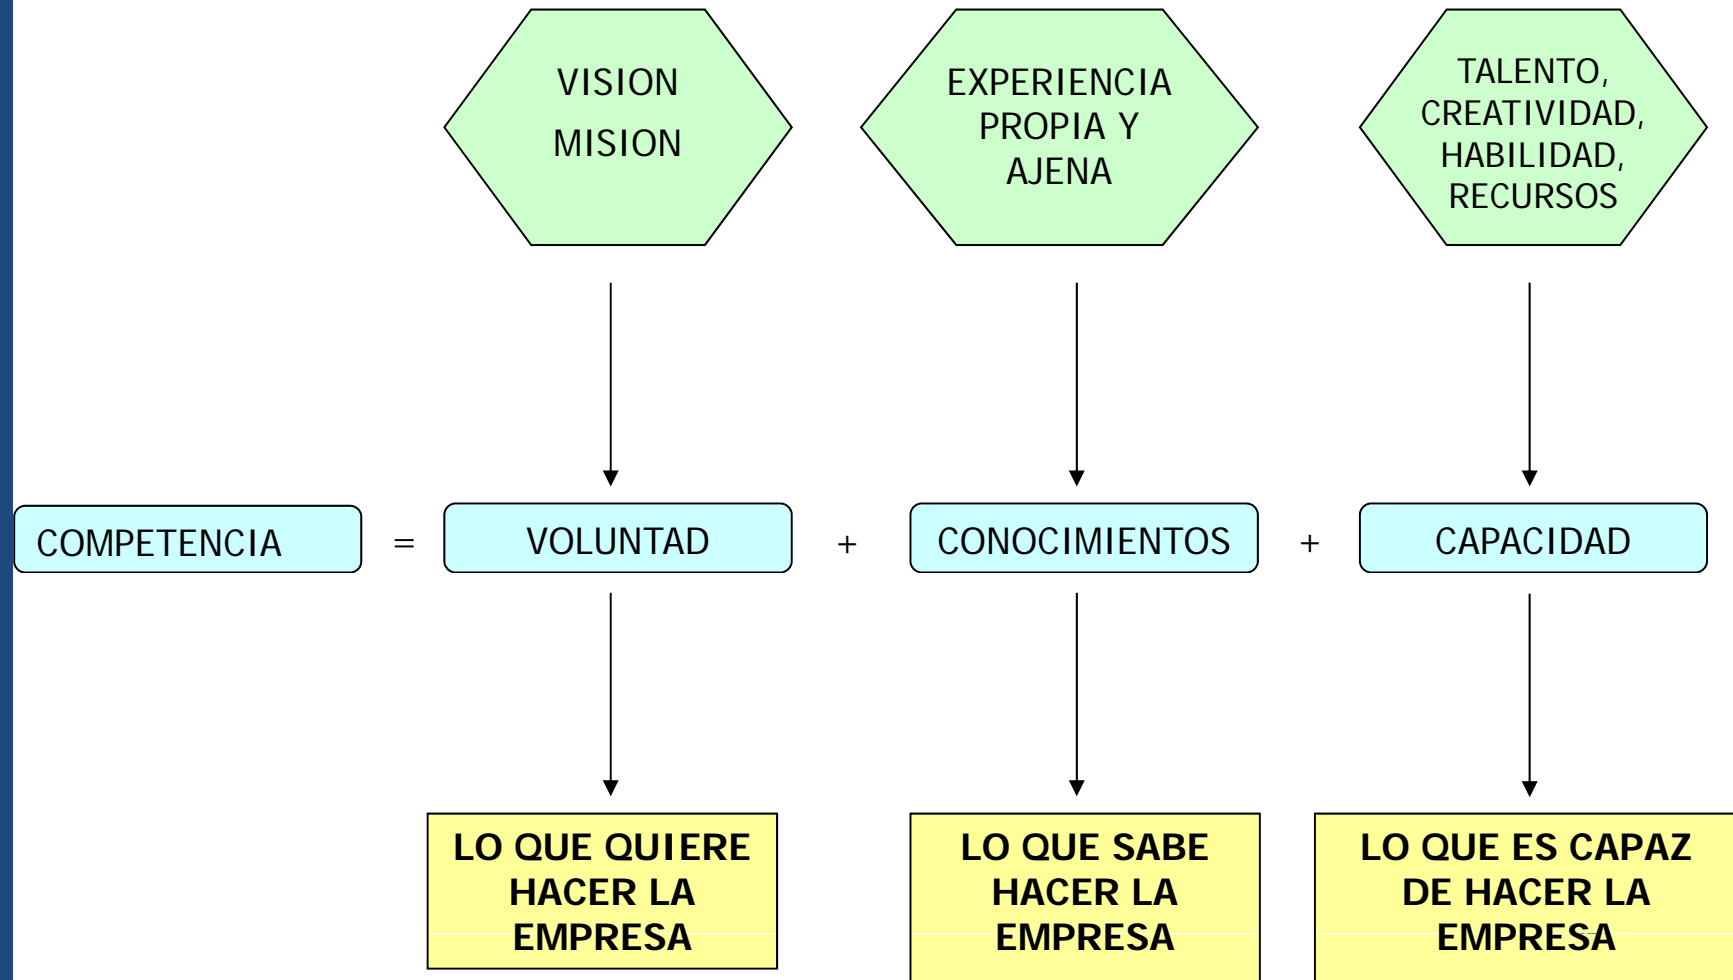 VISION
MISION
EXPERIENCIA
PROPIA Y
AJENA
TALENTO,
CREATIVIDAD,
HABILIDAD,
RECURSOS
COMPETENCIA = VOLUNTAD + CONOCIMIENTOS + CAPACIDAD
LO QUE QUIERE
HACER LA
EMPRESA
LO QUE SABE
HACER LA
EMPRESA
LO QUE ES CAPAZ
DE HACER LA
EMPRESA